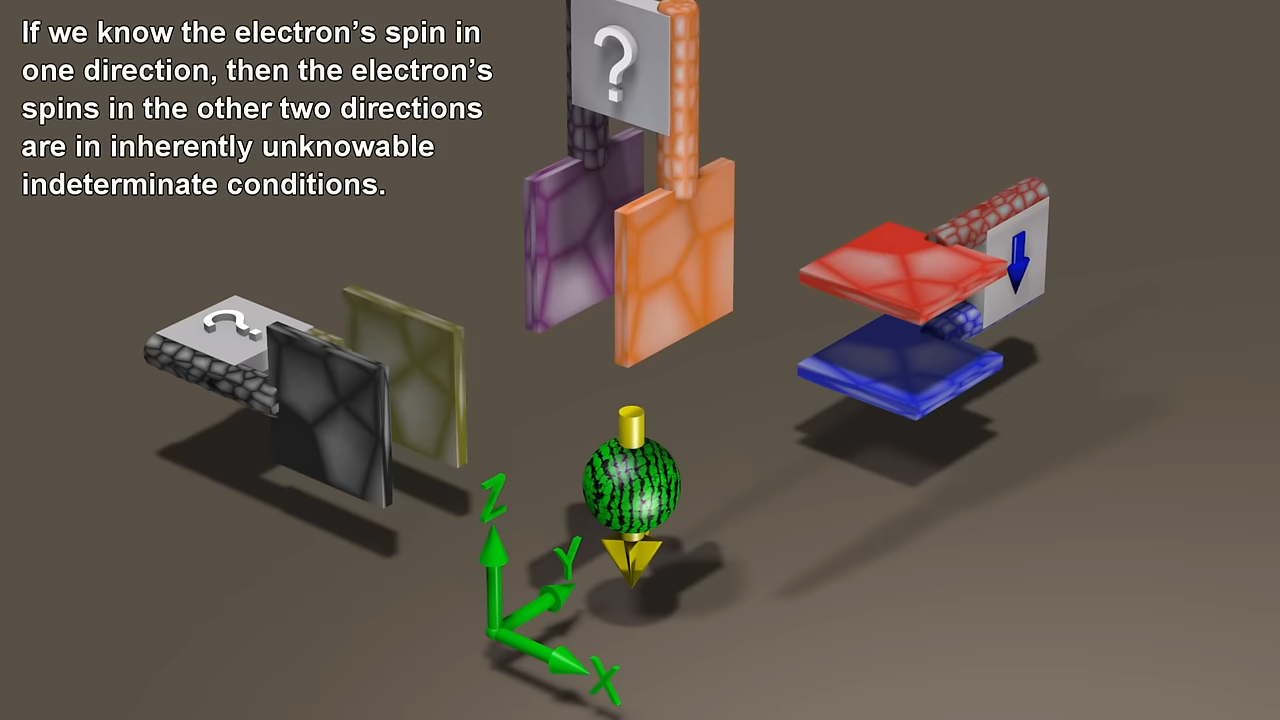 If we know the electron’s spin in
one direction, then the electron’s
spins in the other two directions
are in inherently unknowable
indeterminate conditions.
?
?
Z
Y
X